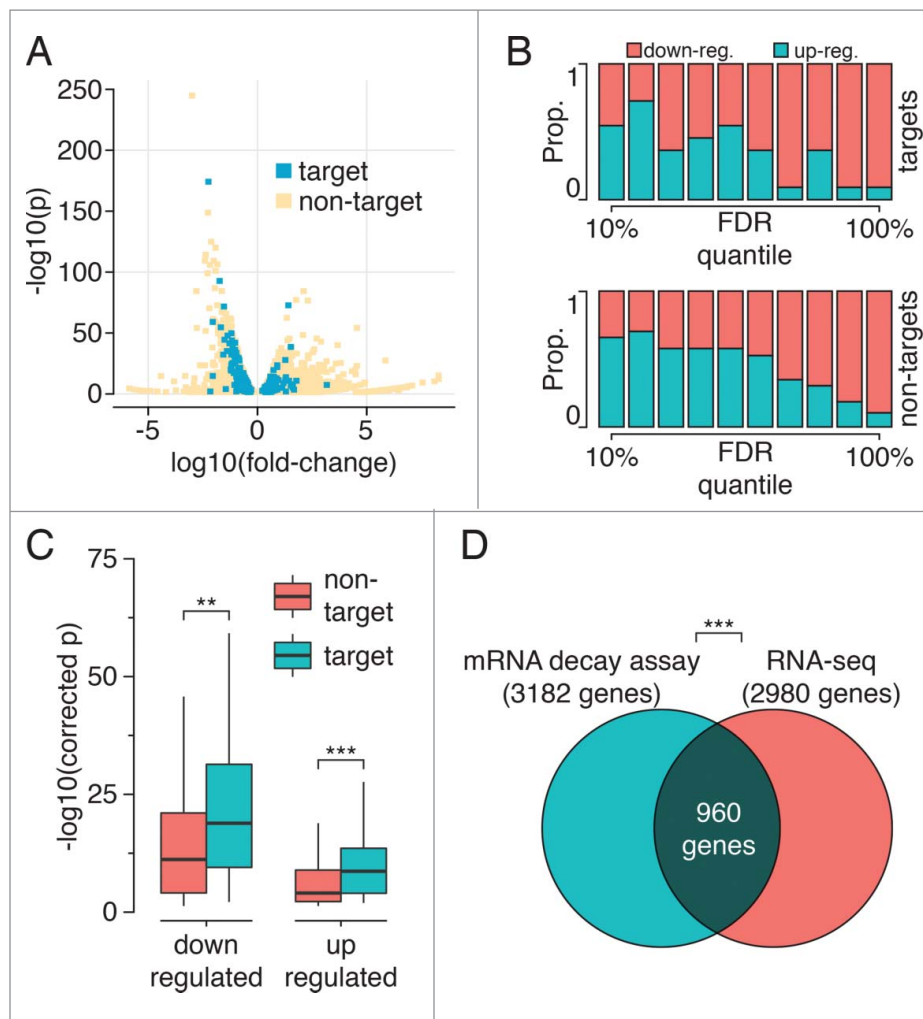 A
250
200
150
100
50
0
-log10(p)
target
non-target
-5 0 5
log10(fold-change)
B
down-reg. up-reg.
1
Prop.
0
targets
10% FDR 100%
quantile
1
Prop.
0
non-targets
10% FDR 100%
quantile
C
75
50
25
0
-log10(corrected p)
non-
target
target
**
***
down
regulated
up
regulated
D
***
mRNA decay assay
(3182 genes)
RNA-seq
(2980 genes)
960
genes